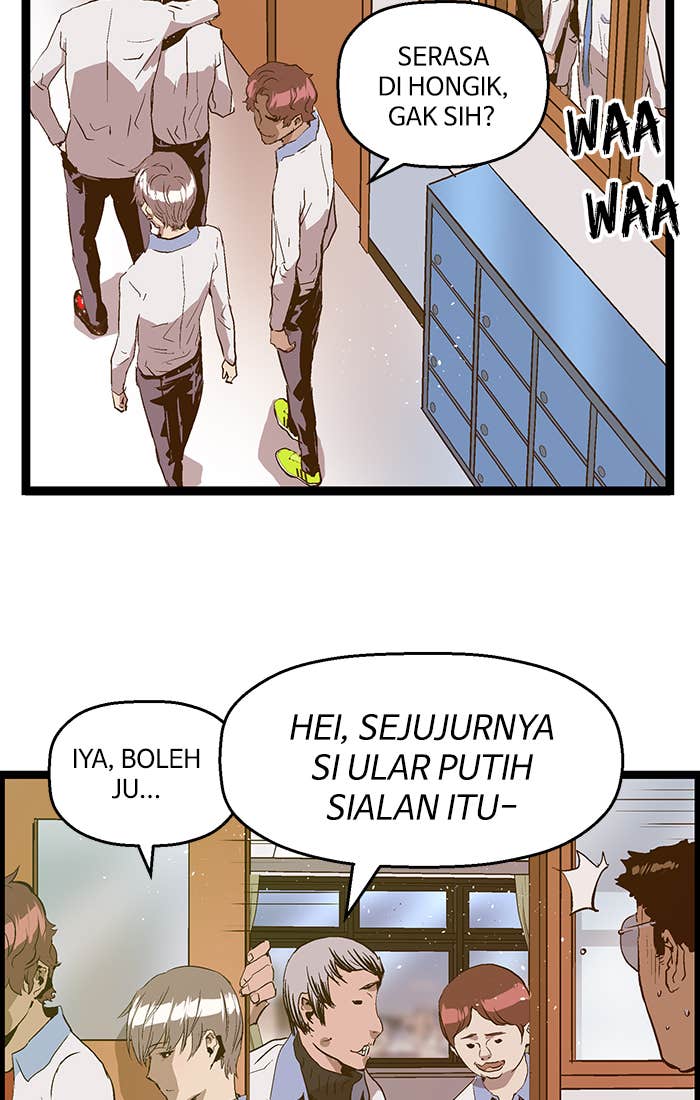 SERASA
DI HONGIK,
GAK SIH?
WAA
WAA
IYA, BOLEH
JU...
HEI, SEJUJURNYA
SI ULAR PUTIH
SIALAN ITU-